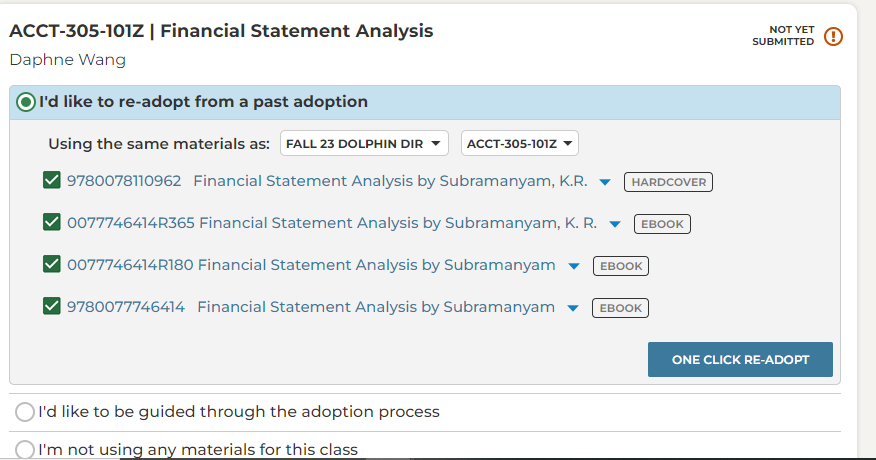 ACCT-305-101Z | Financial Statement Analysis
NOT YET
SUBMITTED
Daphne Wang
I'd like to re-adopt from a past adoption
Using the same materials as: FALL 23 DOLPHIN DIR ACCT-305-101Z
9780078110962 Financial Statement Analysis by Subramanyam, K.R. HARDCOVER
0077746414R365 Financial Statement Analysis by Subramanyam, K. R. EBOOK
0077746414R180 Financial Statement Analysis by Subramanyam EBOOK
9780077746414 Financial Statement Analysis by Subramanyam EBOOK
ONE CLICK RE-ADOPT
I'd like to be guided through the adoption process
I'm not using any materials for this class